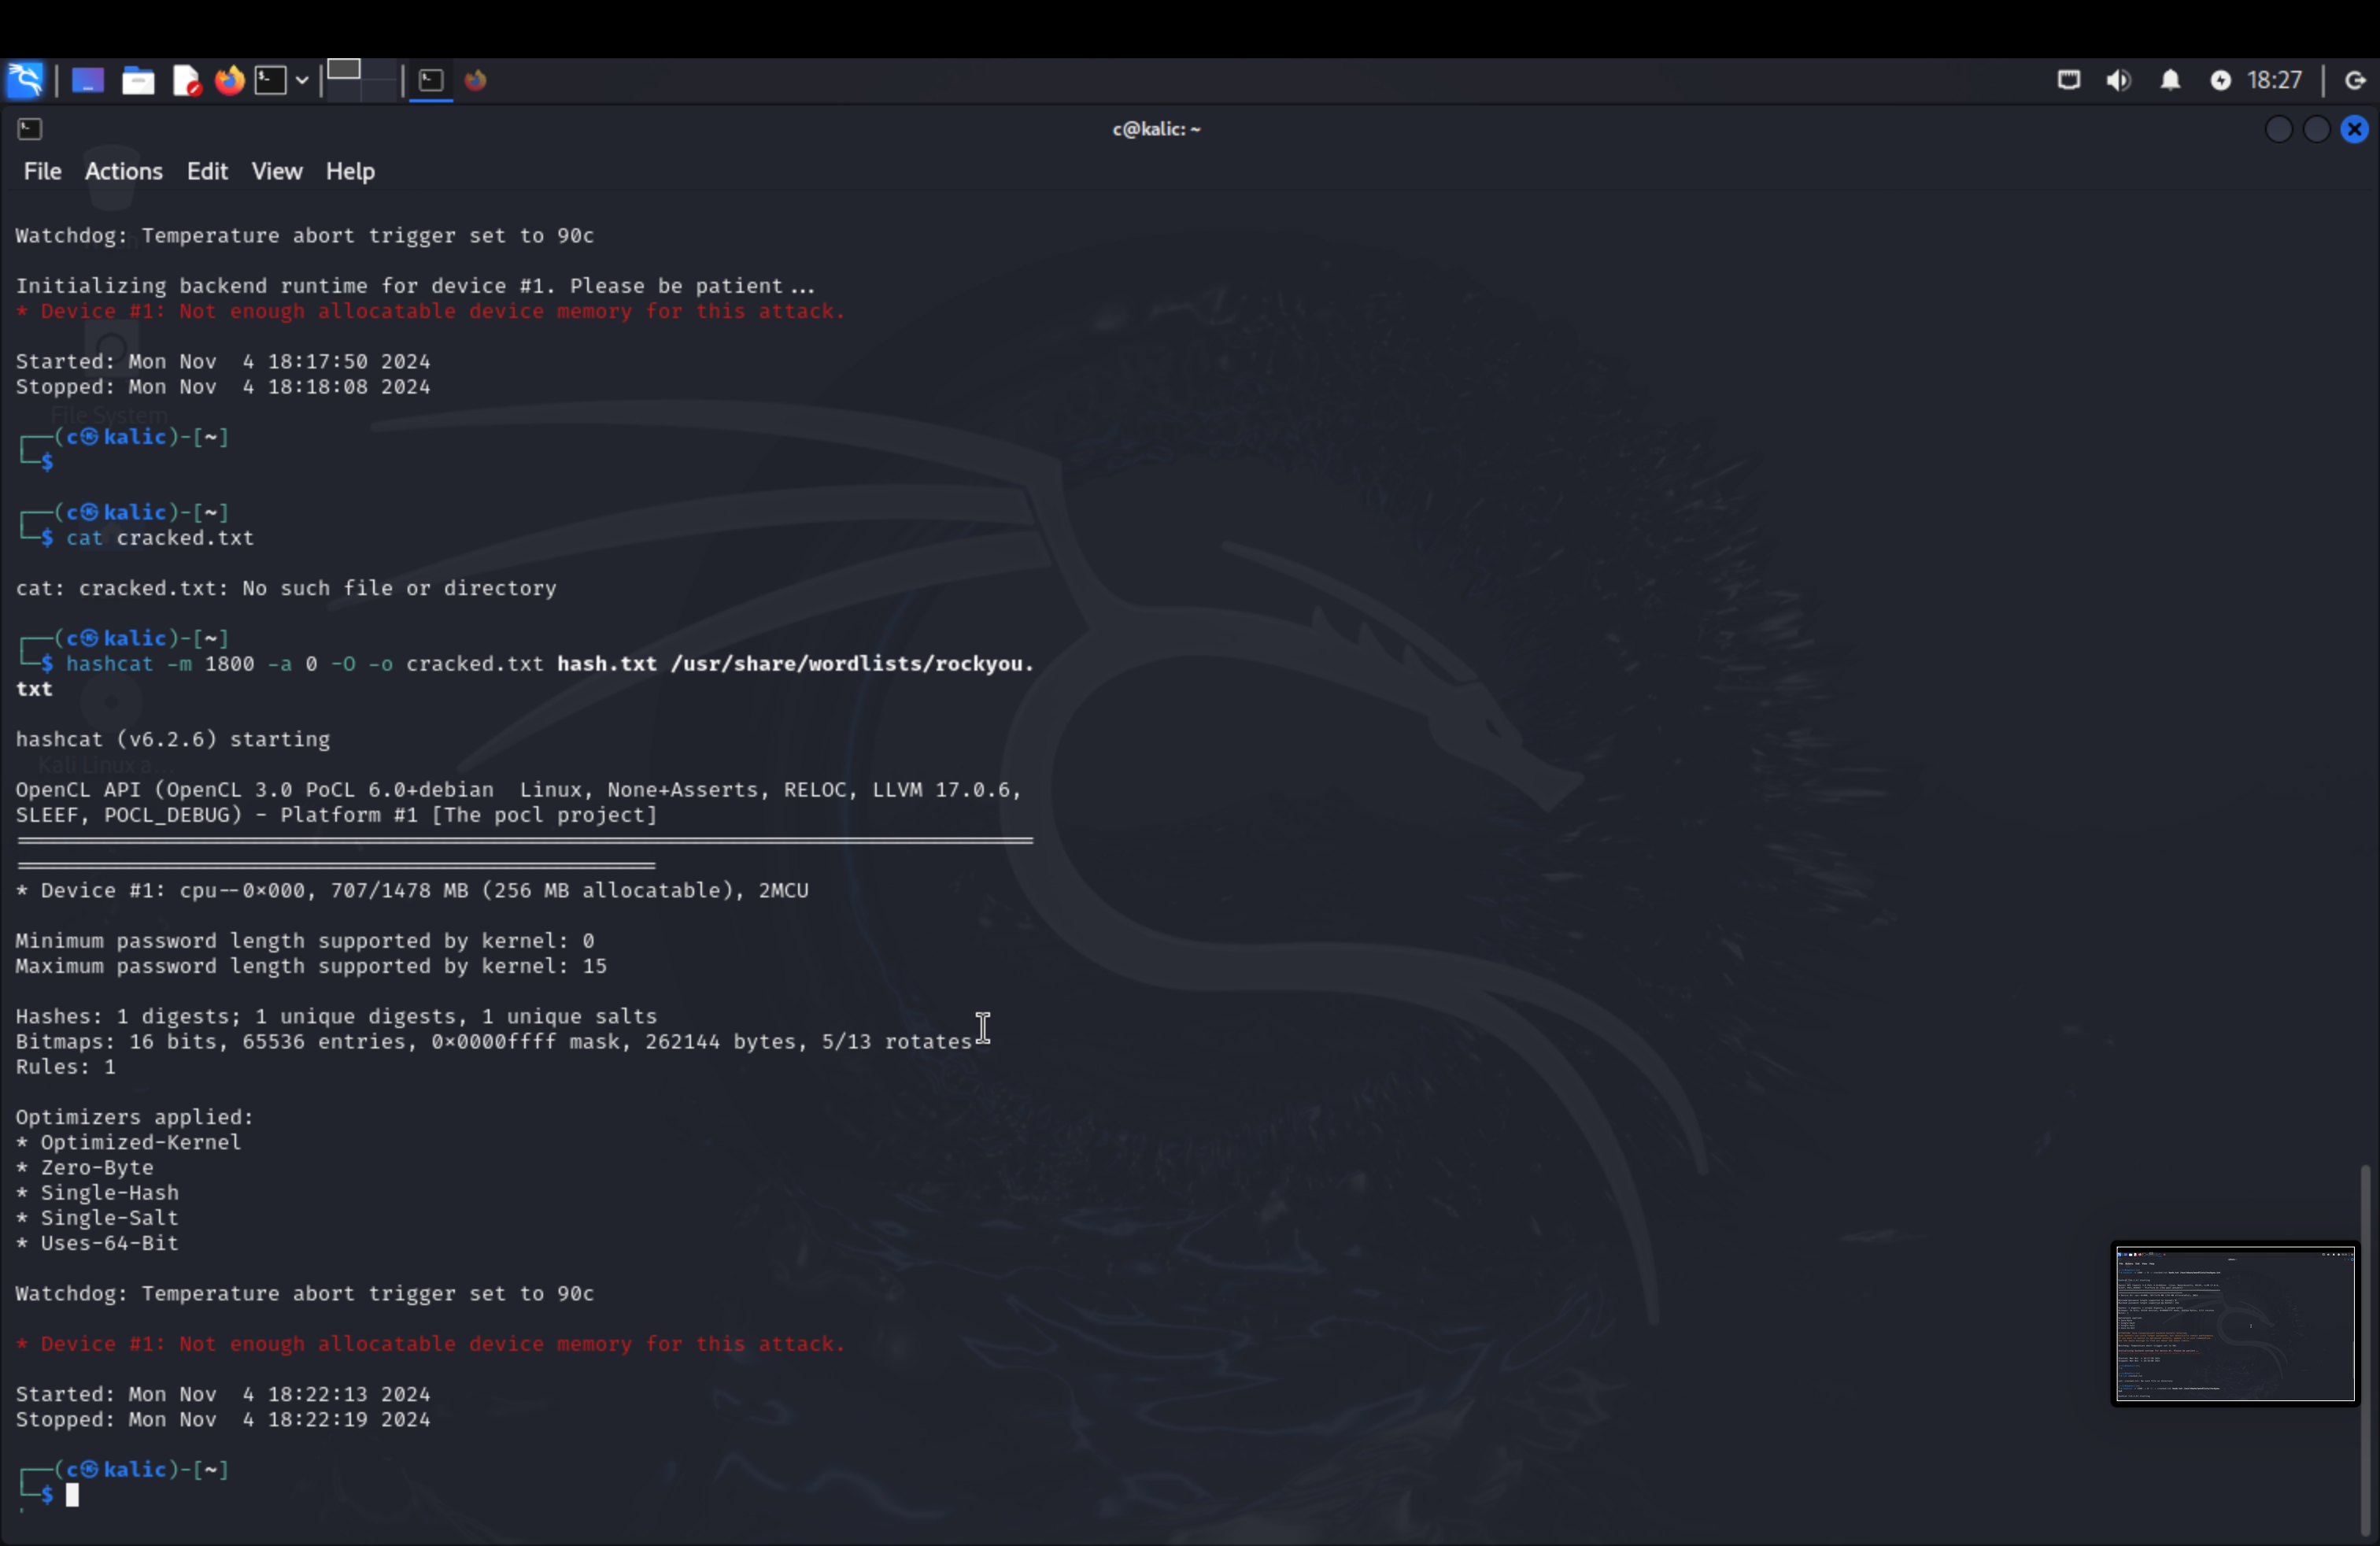 18:27
c@kalic: ~
File Actions Edit View Help
Watchdog: Temperature abort trigger set to 90c
Initializing backend runtime for device #1. Please be patient...
* Device #1: Not enough allocatable device memory for this attack.
Started: Mon Nov  4 18:17:50 2024
Stopped: Mon Nov  4 18:18:08 2024
File System
┌──(c㉿kalic)-[~]
└─$
┌──(c㉿kalic)-[~]
└─$ cat cracked.txt
cat: cracked.txt: No such file or directory
┌──(c㉿kalic)-[~]
└─$ hashcat -m 1800 -a 0 -O -o cracked.txt hash.txt /usr/share/wordlists/rockyou.
txt
hashcat (v6.2.6) starting
Kali Linux a...
OpenCL API (OpenCL 3.0 PoCL 6.0+debian  Linux, None+Asserts, RELOC, LLVM 17.0.6,
SLEEF, POCL_DEBUG) - Platform #1 [The pocl project]
================================================================================
===================================================
* Device #1: cpu--0×000, 707/1478 MB (256 MB allocatable), 2MCU
Minimum password length supported by kernel: 0
Maximum password length supported by kernel: 15
Hashes: 1 digests; 1 unique digests, 1 unique salts
Bitmaps: 16 bits, 65536 entries, 0×0000ffff mask, 262144 bytes, 5/13 rotates
Rules: 1
Optimizers applied:
* Optimized-Kernel
* Zero-Byte
* Single-Hash
* Single-Salt
* Uses-64-Bit
Watchdog: Temperature abort trigger set to 90c
* Device #1: Not enough allocatable device memory for this attack.
Started: Mon Nov  4 18:22:13 2024
Stopped: Mon Nov  4 18:22:19 2024
┌──(c㉿kalic)-[~]
└─$